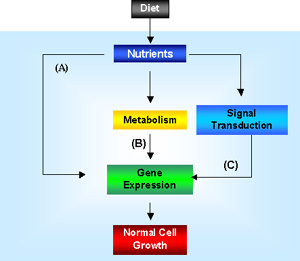 Diet
Nutrients
(A)
Metabolism
Signal
Transduction
(B)
(C)
Gene
Expression
Normal Cell
Growth